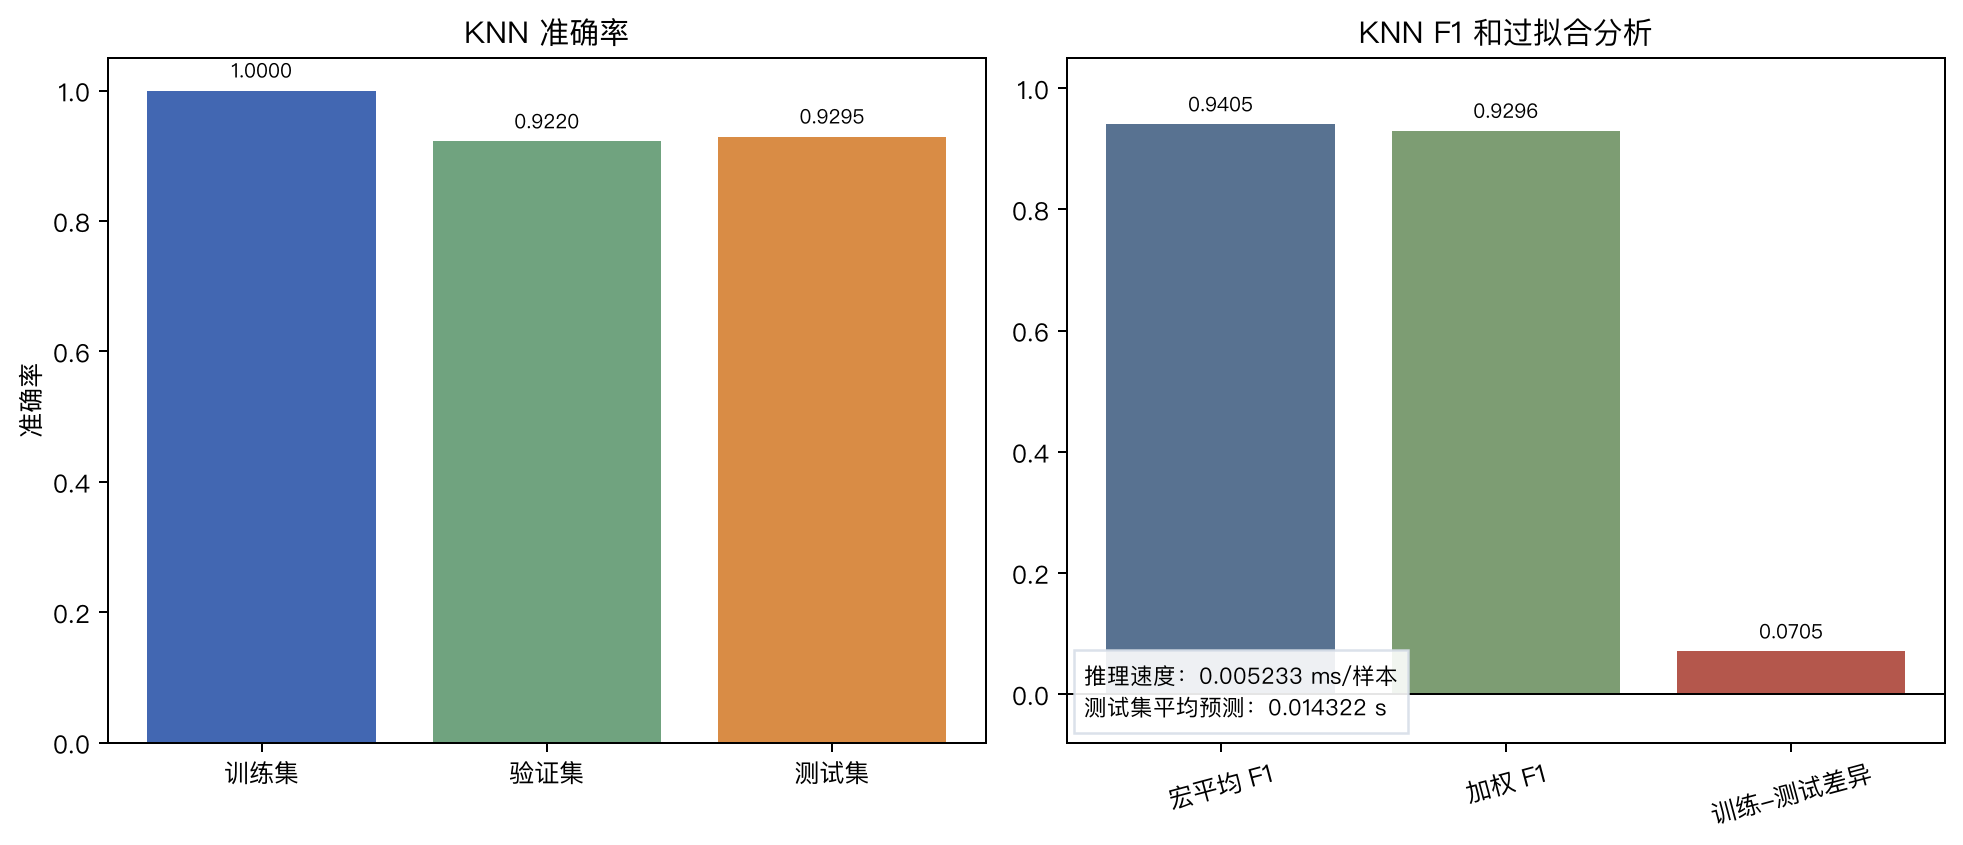 KNN 准确率
准确率
1.0
0.8
0.6
0.4
0.2
0.0
1.0000
0.9220
0.9295
训练集
验证集
测试集
KNN F1 和过拟合分析
1.0
0.8
0.6
0.4
0.2
0.0
0.9405
0.9296
0.0705
推理速度：0.005233 ms/样本
测试集平均预测：0.014322 s
宏平均 F1
加权 F1
训练-测试差异